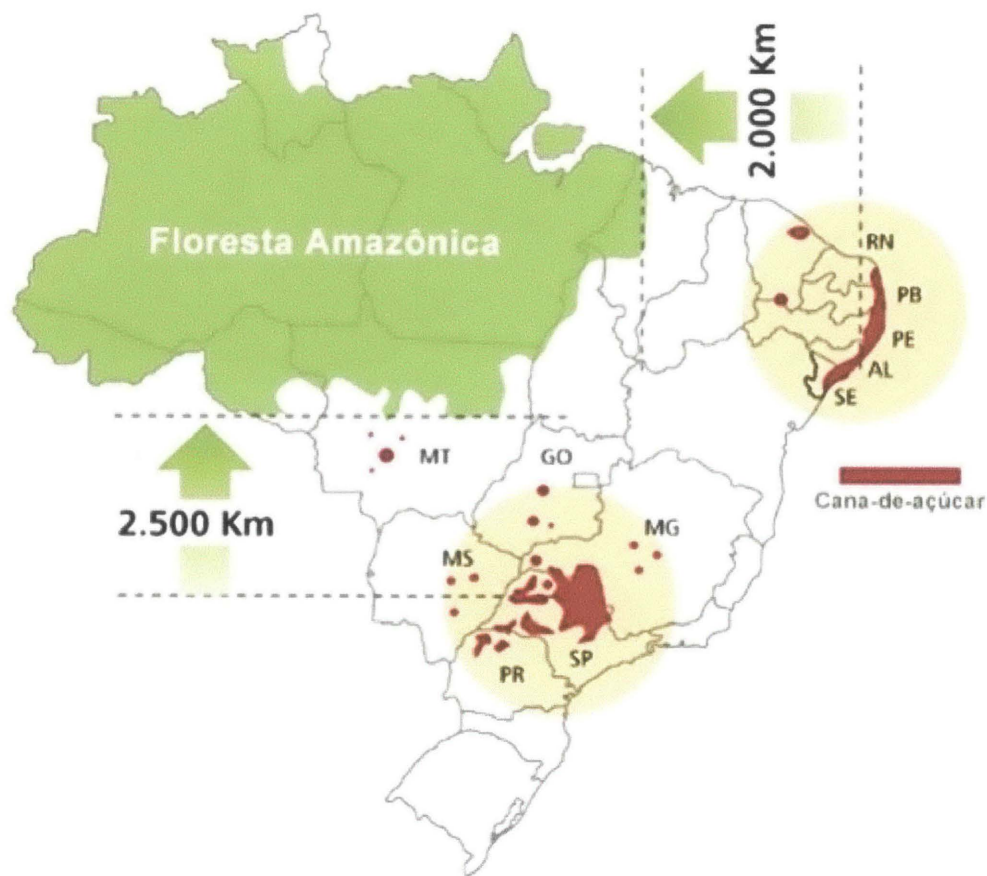 2.000 Km
Floresta Amazônica
RN
PB
PE
AL
SE
MT
GO
Cana-de-açúcar
2.500 Km
MG
MS
SP
PR